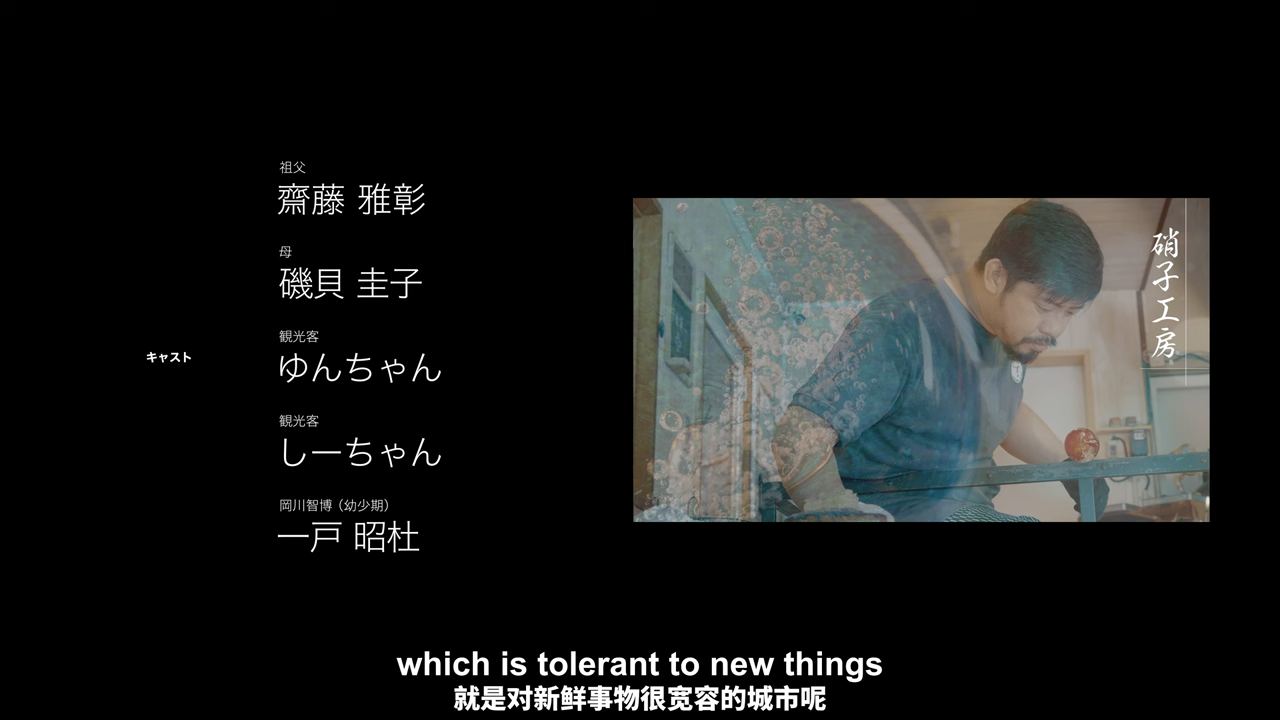 キャスト
祖父
齋藤 雅彰
母
磯貝 圭子
観光客
ゆんちゃん
観光客
しーちゃん
岡川智博（幼少期）
一戸 昭杜
硝子工房
which is tolerant to new things
就是对新鲜事物很宽容的城市呢